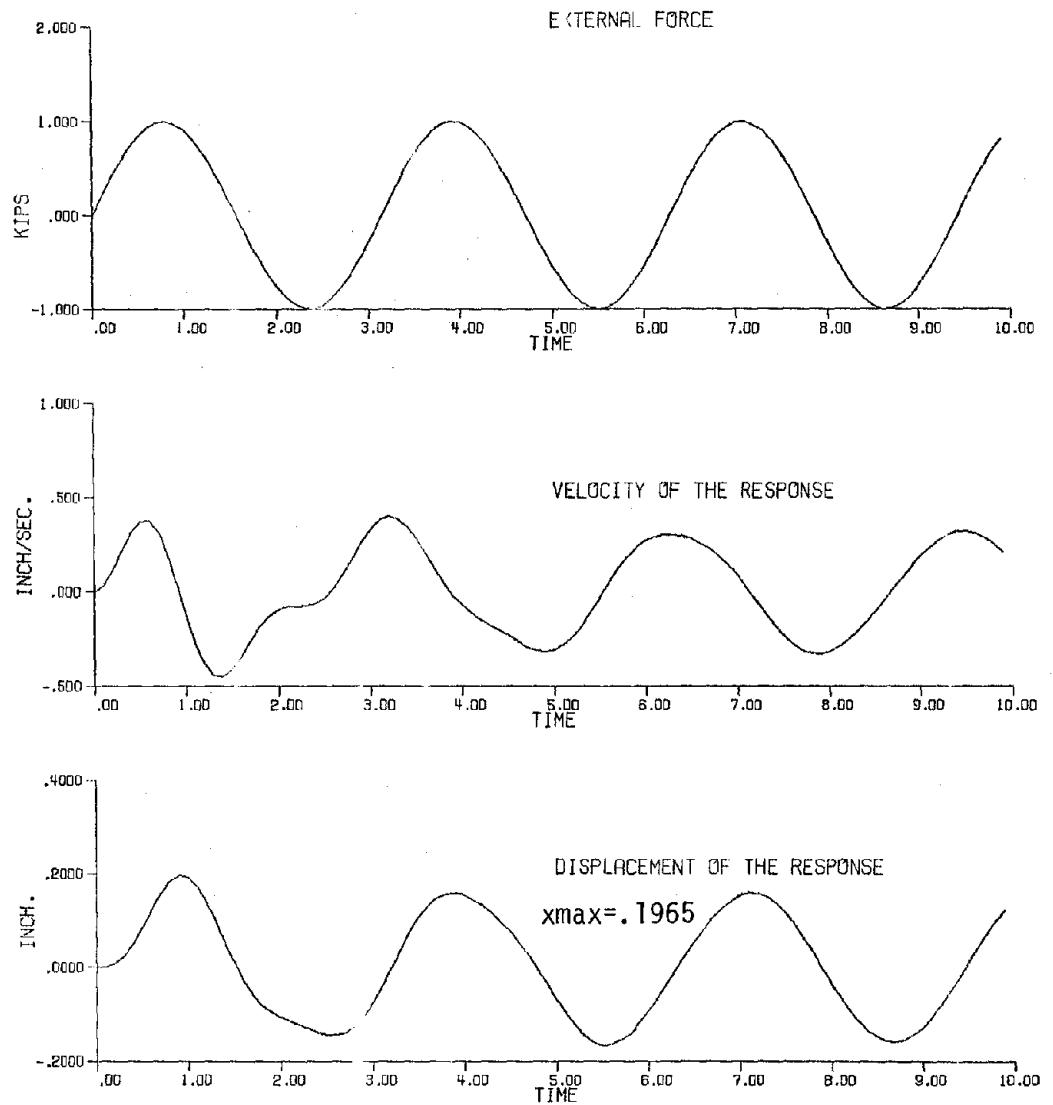 EXTERNAL FORCE
2.000
1.000
.000
-1.000
KIPS
.00 1.00 2.00 3.00 4.00 5.00 6.00 7.00 8.00 9.00 10.00
TIME
1.000
.500
.000
-.500
INCH/SEC.
VELOCITY OF THE RESPONSE
.00 1.00 2.00 3.00 4.00 5.00 6.00 7.00 8.00 9.00 10.00
TIME
.4000
.2000
.0000
-.2000
INCH.
DISPLACEMENT OF THE RESPONSE
xmax=.1965
.00 1.00 2.00 3.00 4.00 5.00 6.00 7.00 8.00 9.00 10.00
TIME